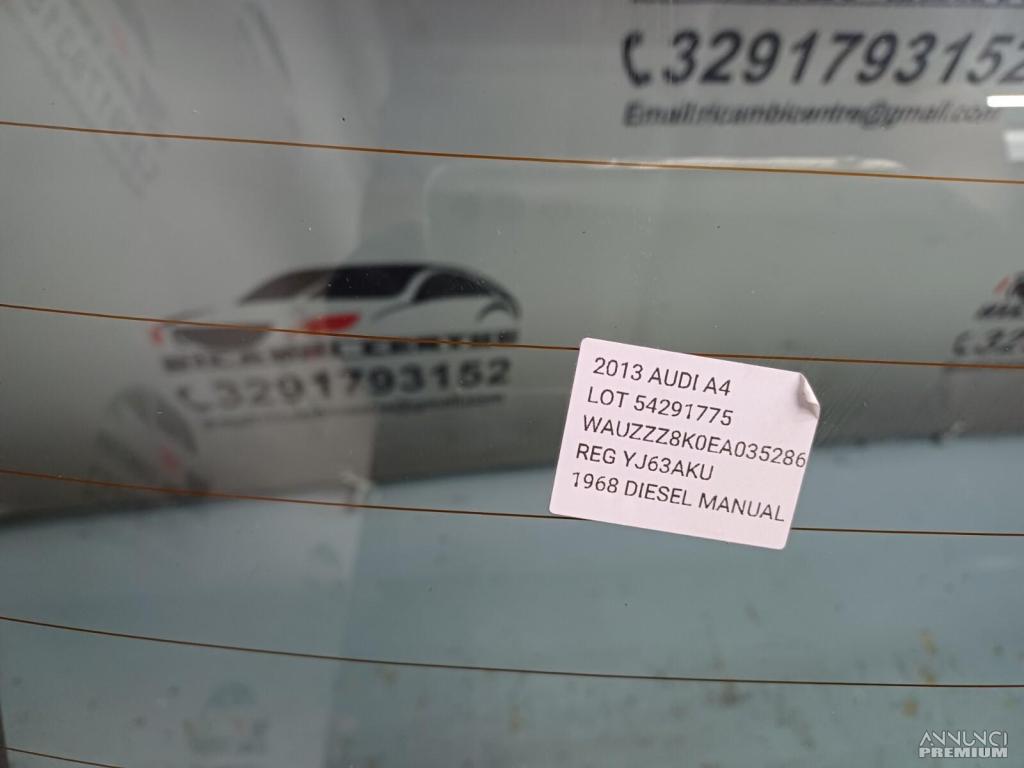 3291793152
Email:ricambicentre@gmail.com
RICAMBICENTRE
3291793152
2013 AUDI A4
LOT 54291775
WAUZZZ8K0EA035286
REG YJ63AKU
1968 DIESEL MANUAL
ANNUNCI
PREMIUM